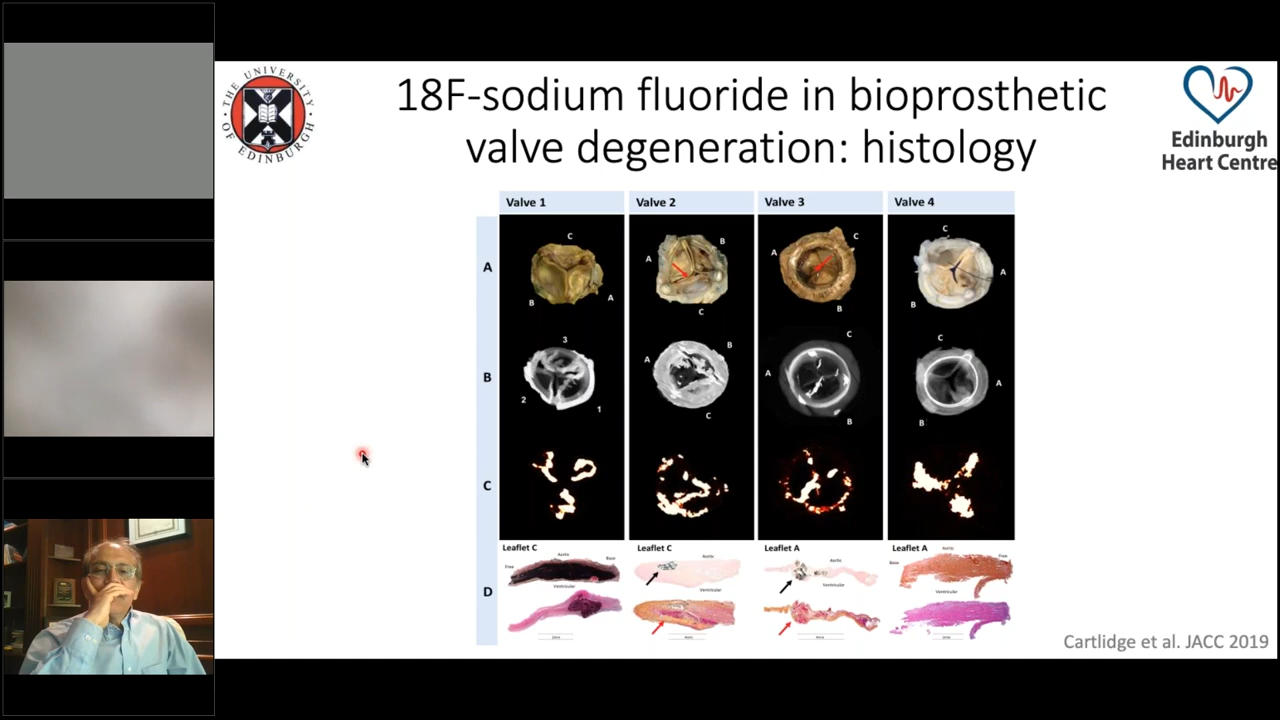 THE UNIVERSITY OF EDINBURGH
18F-sodium fluoride in bioprosthetic
valve degeneration: histology
Edinburgh
Heart Centre
Valve 1 Valve 2 Valve 3 Valve 4
A
C
B
A
B
A
C
C
A
B
C
A
B
B
3
2
1
B
A
C
C
A
B
C
A
B
C
D
Leaflet C
Aortic
Base
Free
Ventricular
Leaflet C
Aortic
Leaflet A
Aortic
Ventricular
Leaflet A
Aortic
Free
Base
Ventricular
Cartlidge et al. JACC 2019